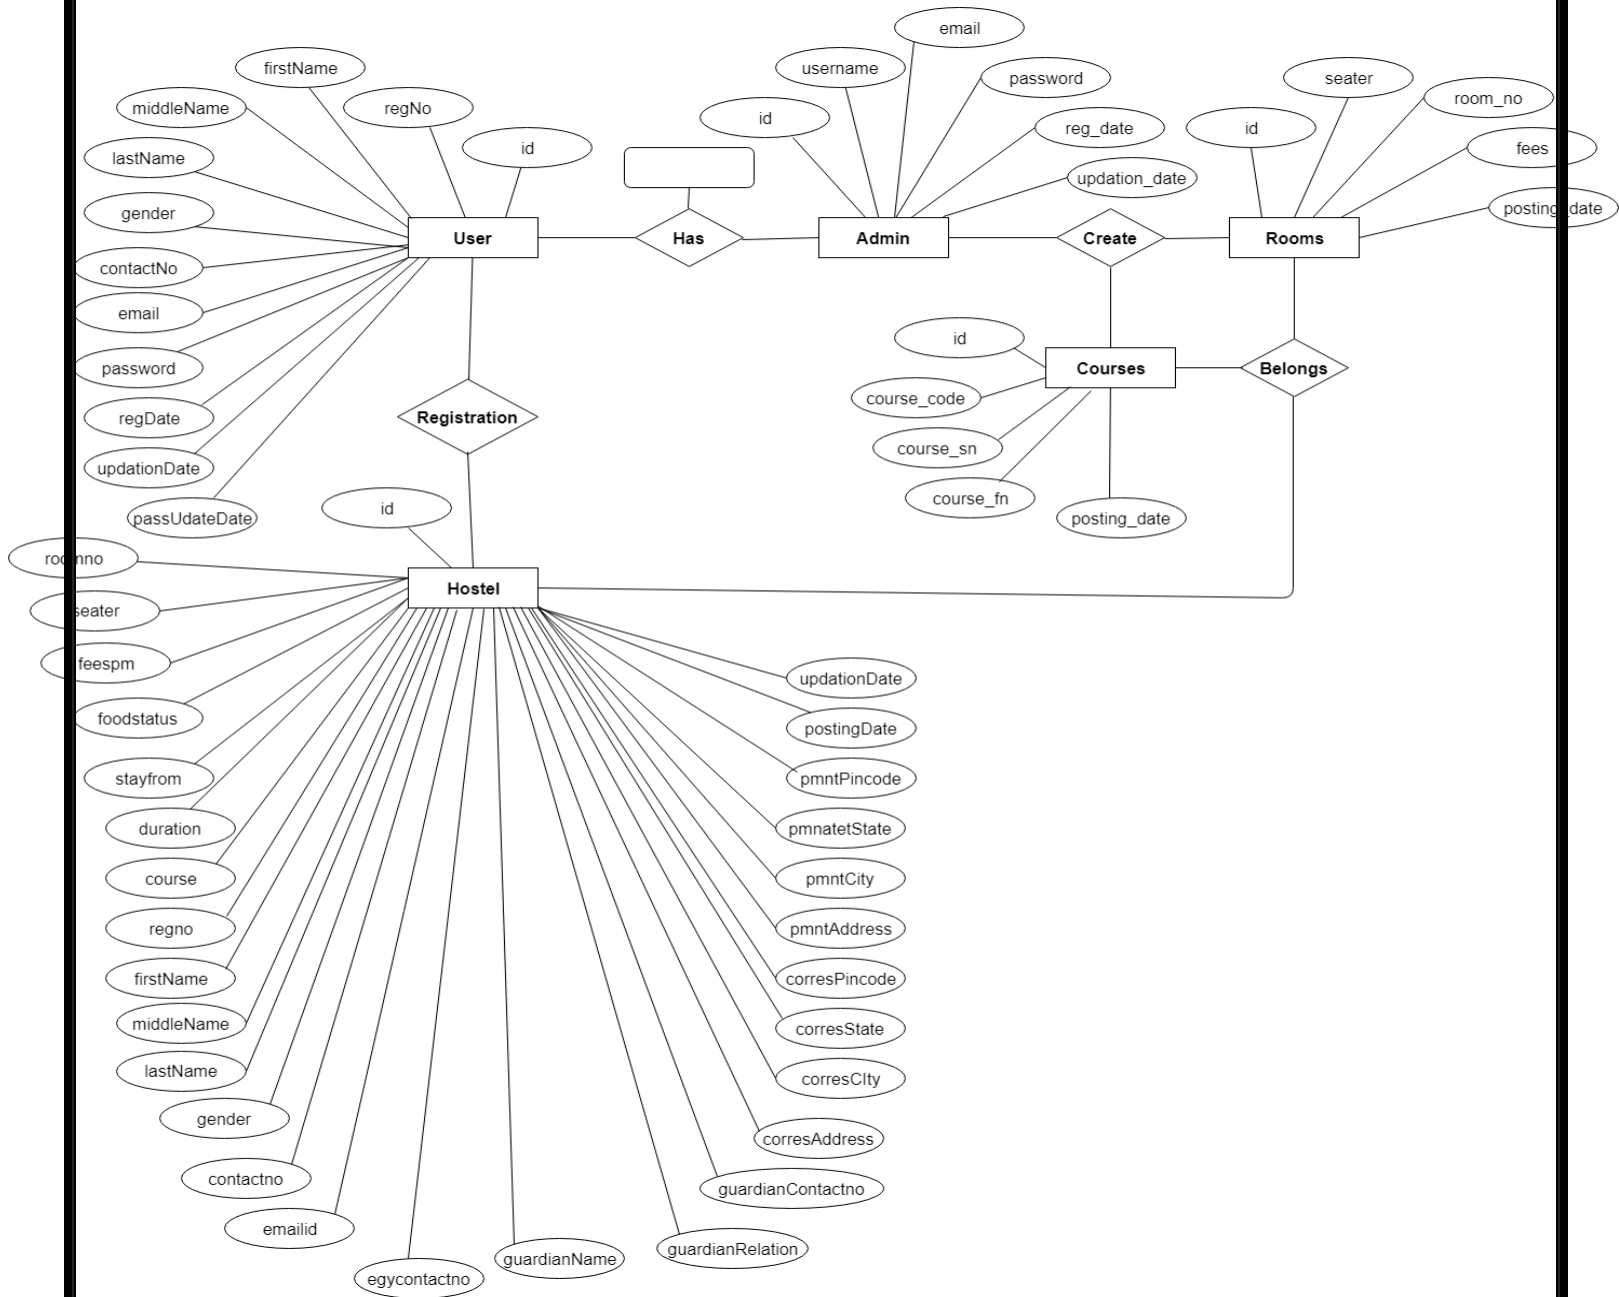 email
firstName
username
password
seater
middleName
regNo
id
reg_date
id
room_no
lastName
id
updation_date
fees
gender
posting_date
User
Has
Admin
Create
Rooms
contactNo
email
id
password
Courses
Belongs
course_code
regDate
Registration
course_sn
updationDate
course_fn
passUdateDate
id
posting_date
roomno
Hostel
seater
feespm
updationDate
foodstatus
postingDate
stayfrom
pmntPincode
duration
pmnatetState
course
pmntCity
regno
pmntAddress
firstName
corresPincode
middleName
corresState
lastName
corresCIty
gender
corresAddress
contactno
guardianContactno
emailid
guardianRelation
guardianName
egycontactno